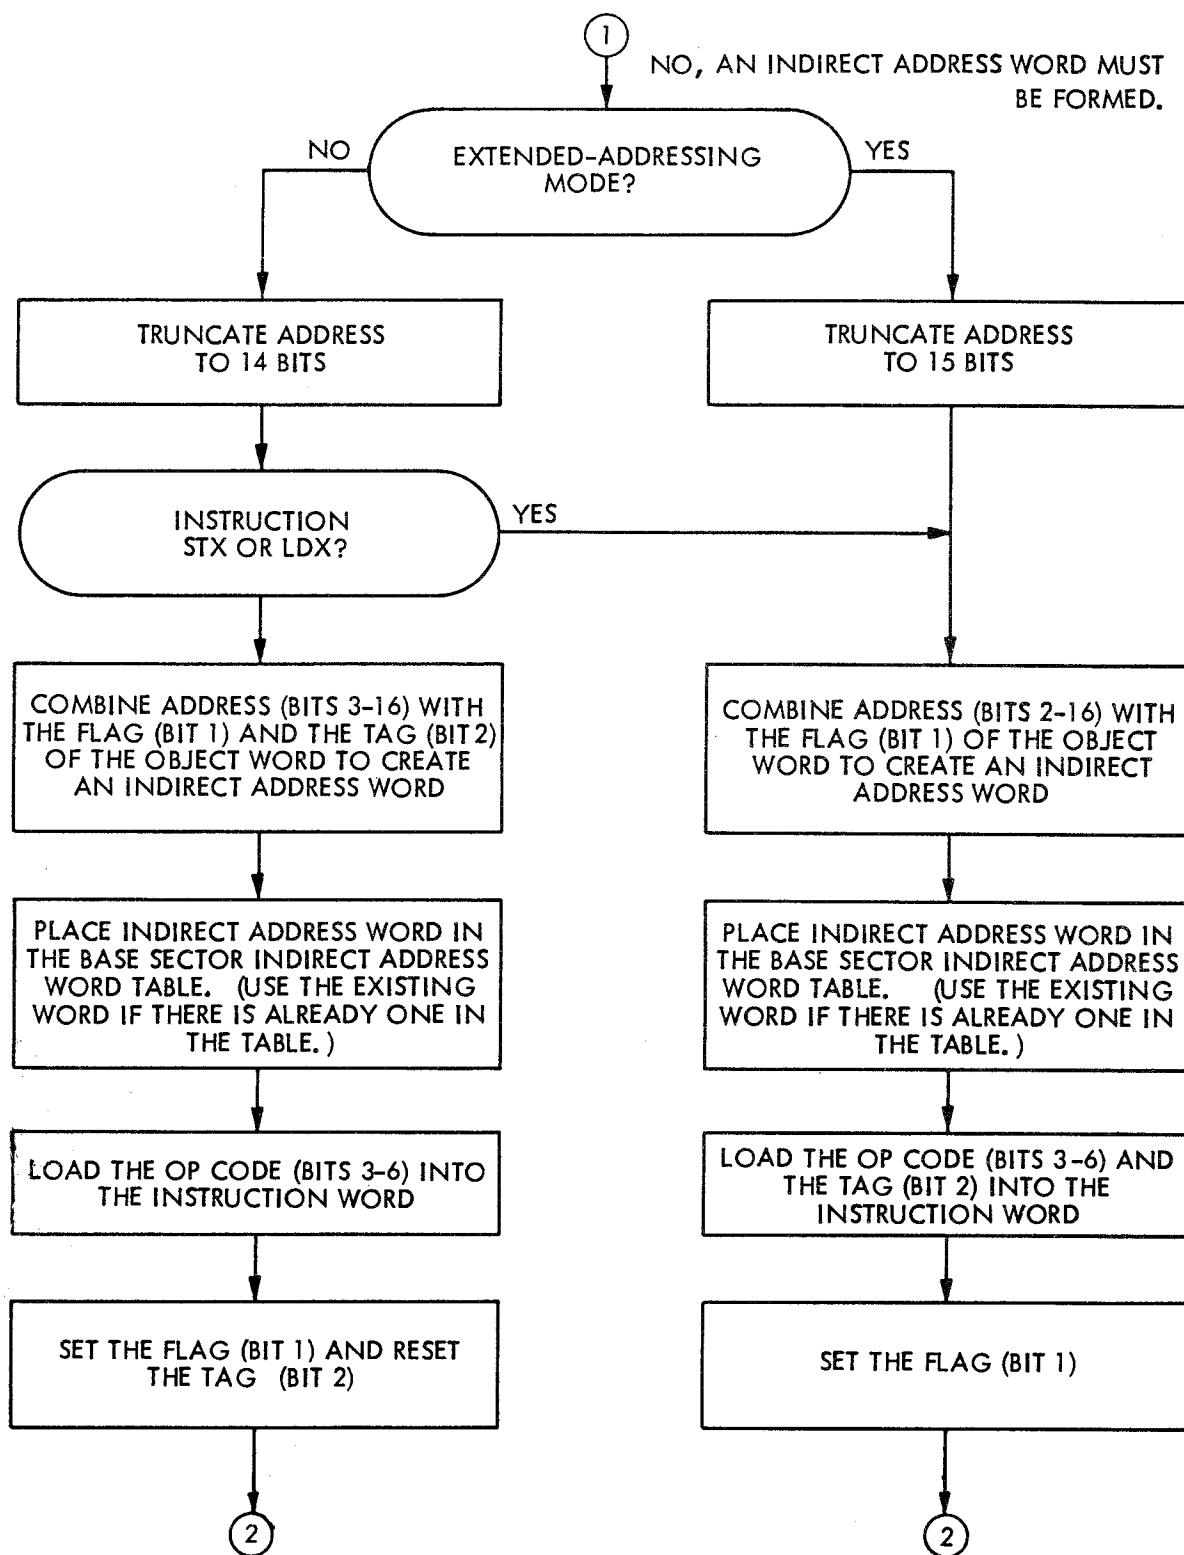 1
NO, AN INDIRECT ADDRESS WORD MUST
BE FORMED.
NO
EXTENDED-ADDRESSING
MODE?
YES
TRUNCATE ADDRESS
TO 14 BITS
TRUNCATE ADDRESS
TO 15 BITS
INSTRUCTION
STX OR LDX?
YES
COMBINE ADDRESS (BITS 3-16) WITH
THE FLAG (BIT 1) AND THE TAG (BIT 2)
OF THE OBJECT WORD TO CREATE
AN INDIRECT ADDRESS WORD
COMBINE ADDRESS (BITS 2-16) WITH
THE FLAG (BIT 1) OF THE OBJECT
WORD TO CREATE AN INDIRECT
ADDRESS WORD
PLACE INDIRECT ADDRESS WORD IN
THE BASE SECTOR INDIRECT ADDRESS
WORD TABLE. (USE THE EXISTING
WORD IF THERE IS ALREADY ONE IN
THE TABLE.)
PLACE INDIRECT ADDRESS WORD IN
THE BASE SECTOR INDIRECT ADDRESS
WORD TABLE. (USE THE EXISTING
WORD IF THERE IS ALREADY ONE IN
THE TABLE.)
LOAD THE OP CODE (BITS 3-6) INTO
THE INSTRUCTION WORD
LOAD THE OP CODE (BITS 3-6) AND
THE TAG (BIT 2) INTO THE
INSTRUCTION WORD
SET THE FLAG (BIT 1) AND RESET
THE TAG (BIT 2)
SET THE FLAG (BIT 1)
2
2